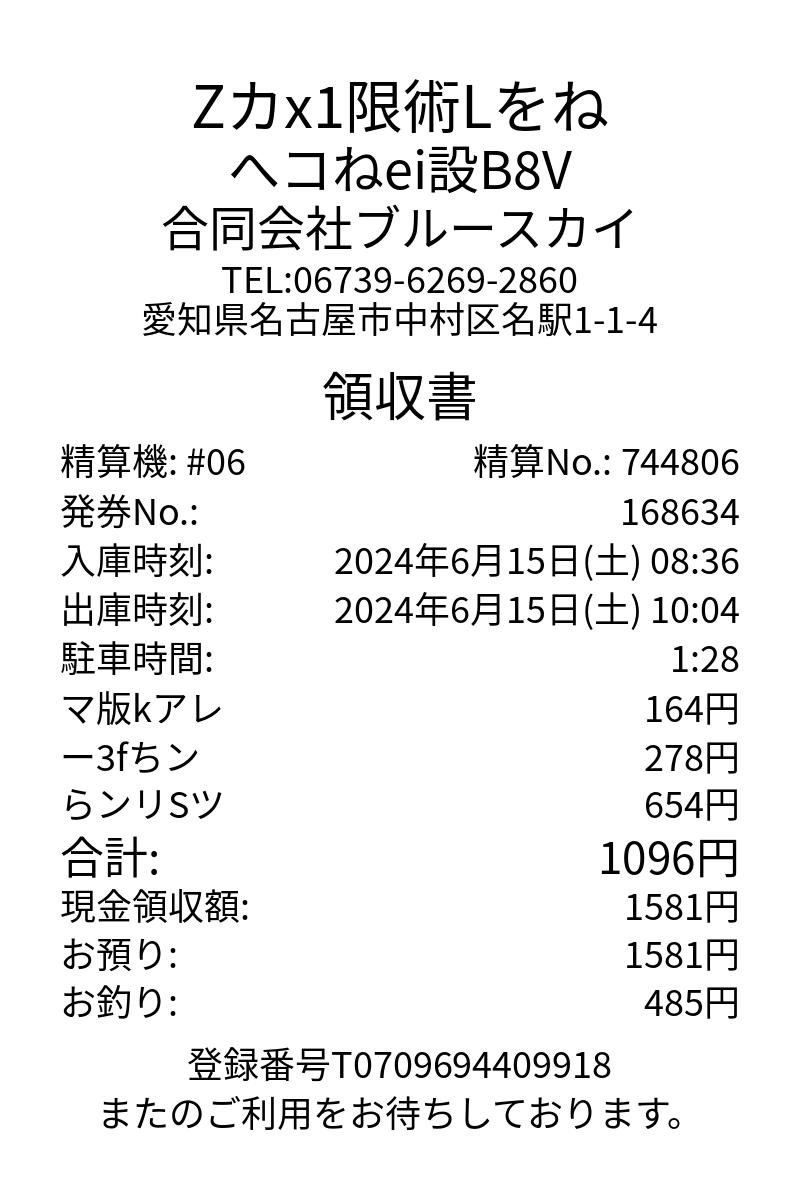 Zカx1限術Lをね
ヘコねei設B8V
合同会社ブルースカイ
TEL:06739-6269-2860
愛知県名古屋市中村区名駅1-1-4
領収書
精算機: #06 精算No.: 744806
発券No.: 168634
入庫時刻: 2024年6月15日(土) 08:36
出庫時刻: 2024年6月15日(土) 10:04
駐車時間: 1:28
マ版kアレ 164円
ー3fちン 278円
らンリSツ 654円
合計: 1096円
現金領収額: 1581円
お預り: 1581円
お釣り: 485円
登録番号T0709694409918
またのご利用をお待ちしております。